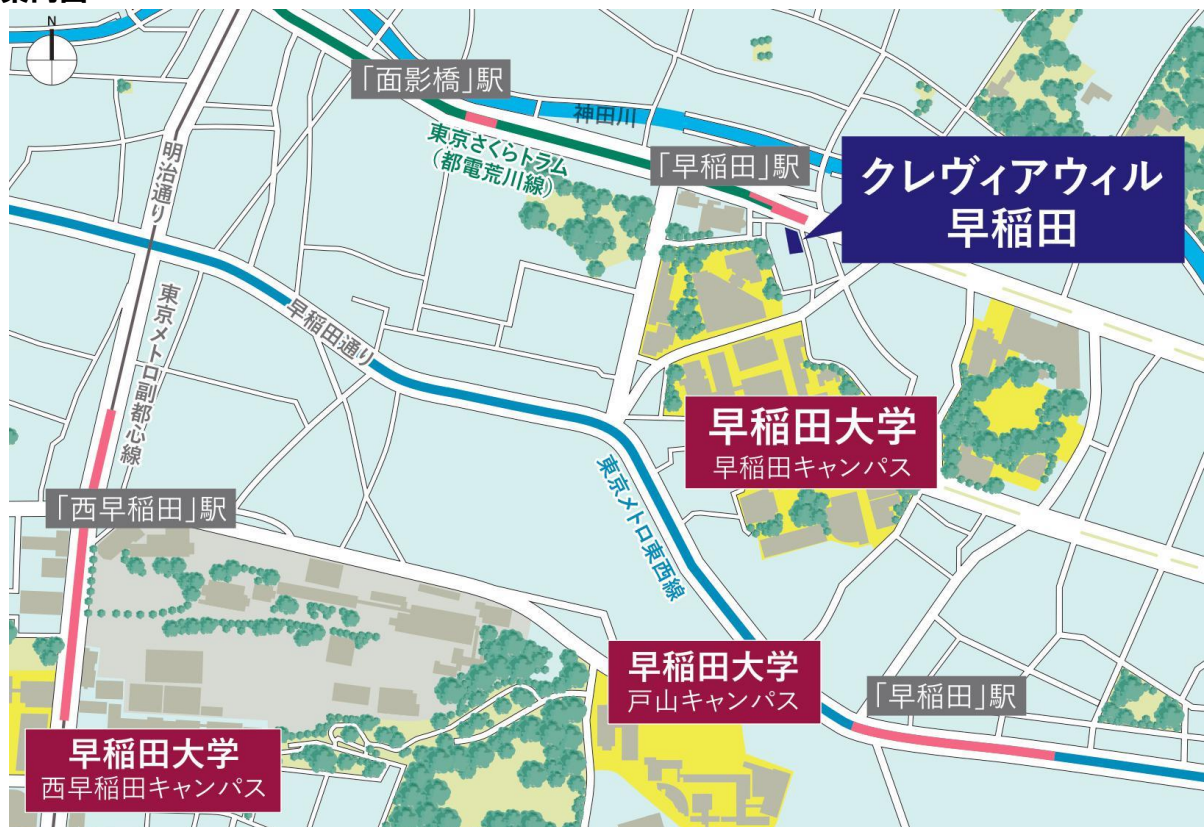 案内図
N
「面影橋」駅
神田川
東京さくらトラム
(都電荒川線)
「早稲田」駅
クレヴィアウィル
早稲田
明治通り
東京メトロ副都心線
早稲田通り
早稲田大学
早稲田キャンパス
「西早稲田」駅
東京メトロ東西線
早稲田大学
戸山キャンパス
「早稲田」駅
早稲田大学
西早稲田キャンパス